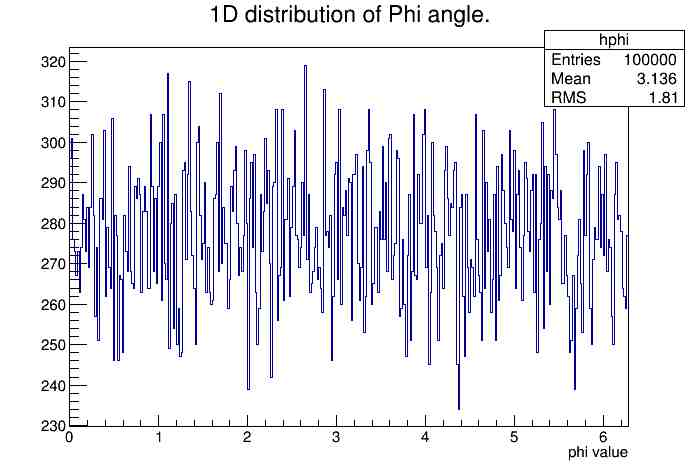 1D distribution of Phi angle.
hphi
Entries 100000
Mean 3.136
RMS 1.81
320
310
300
290
280
270
260
250
240
230
0 1 2 3 4 5 6
phi value